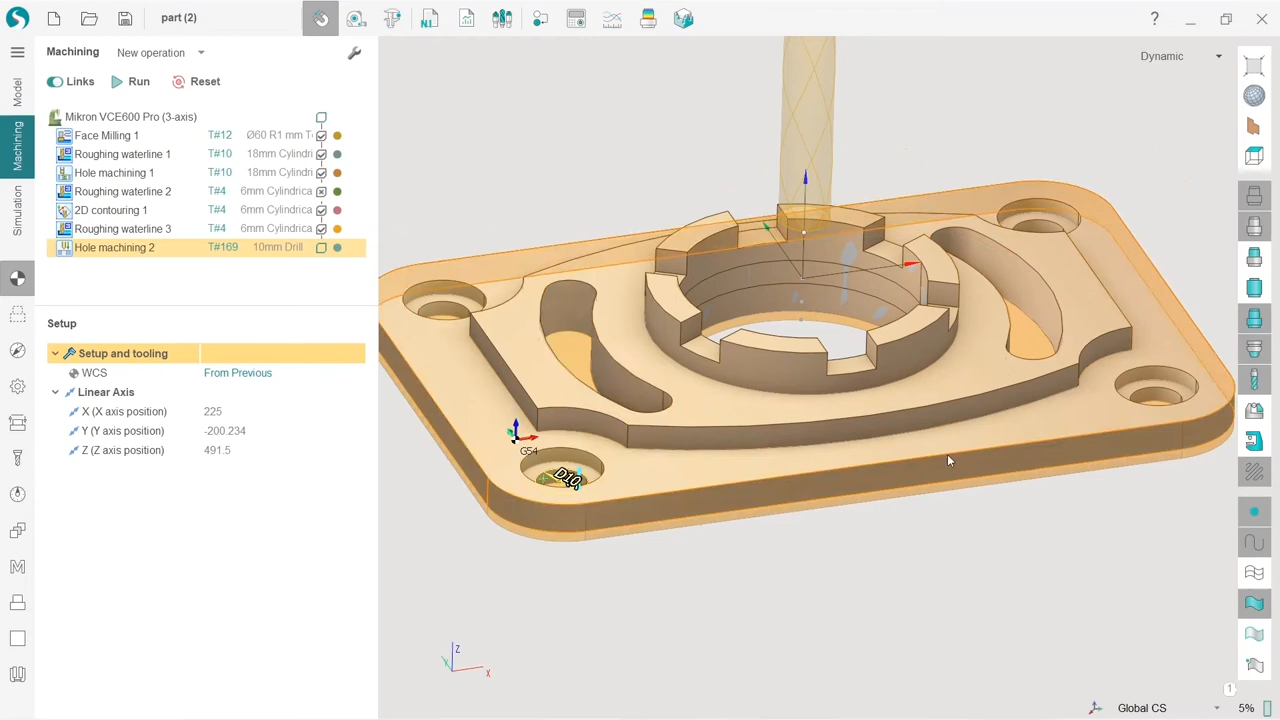 part (2)
N.I
?
Machining
New operation
Links
Run
Reset
Dynamic
Model
Machining
Simulation
Mikron VCE600 Pro (3-axis)
Face Milling 1 T#12 Ø60 R1 mm T
Roughing waterline 1 T#10 18mm Cylindri
Hole machining 1 T#10 18mm Cylindri
Roughing waterline 2 T#4 6mm Cylindrica
2D contouring 1 T#4 6mm Cylindrica
Roughing waterline 3 T#4 6mm Cylindrica
Hole machining 2 T#169 10mm Drill
Setup
Setup and tooling
WCS From Previous
Linear Axis
X (X axis position) 225
Y (Y axis position) -200.234
Z (Z axis position) 491.5
G54
D10
Z
Y
X
1
Global CS
5%